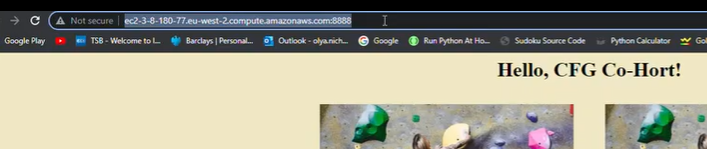 Not secure | ec2-3-8-180-77.eu-west-2.compute.amazonaws.com:8888
Google Play TSB - Welcome to I... Barclays | Personal... Outlook - olya.nich... Google Run Python At Ho... Sudoku Source Code Python Calculator Gol
Hello, CFG Co-Hort!